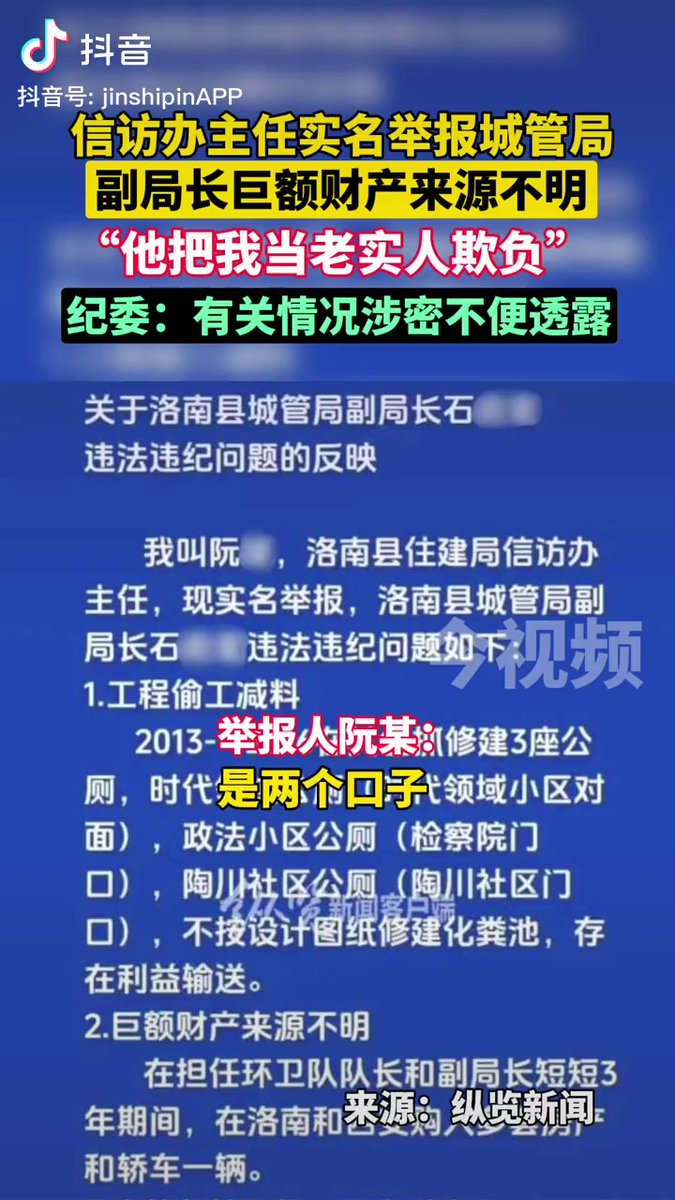 抖音
抖音号: jinshipinAPP
信访办主任实名举报城管局
副局长巨额财产来源不明
“他把我当老实人欺负”
纪委：有关情况涉密不便透露
关于洛南县城管局副局长石
违法违纪问题的反映
我叫阮，洛南县住建局信访办
主任，现实名举报，洛南县城管局副
局长石违法违纪问题如下：
今视频
1.工程偷工减料
2013-抓修建3座公
举报人阮某：
厕，时代领域小区对
是两个口子
面），政法小区公厕（检察院门
口），陶川社区公厕（陶川社区门
纵览新闻客户端
口），不按设计图纸修建化粪池，存
在利益输送。
2.巨额财产来源不明
在担任环卫队队长和副局长短短3
年期间，在洛南和西安购入多套房产
来源：纵览新闻
和轿车一辆。